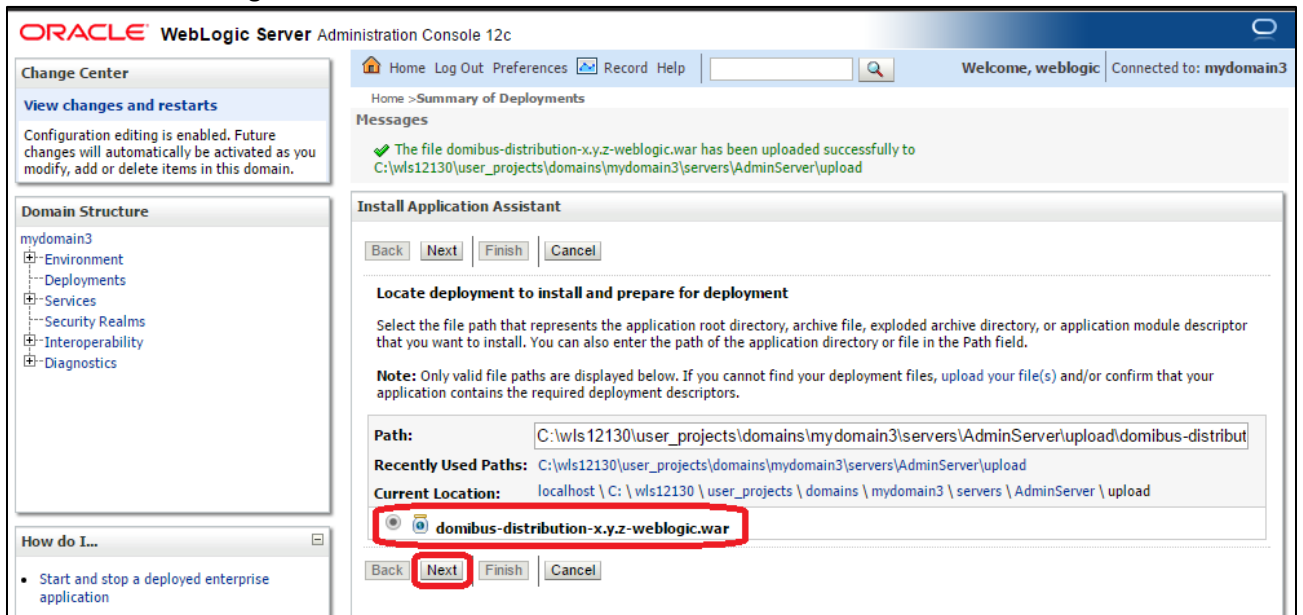 ORACLE WebLogic Server Administration Console 12c
Change Center
View changes and restarts
Configuration editing is enabled. Future
changes will automatically be activated as you
modify, add or delete items in this domain.
Domain Structure
mydomain3
Environment
Deployments
Services
Security Realms
Interoperability
Diagnostics
How do I...
Start and stop a deployed enterprise
application
Home Log Out Preferences Record Help
Welcome, weblogic Connected to: mydomain3
Home >Summary of Deployments
Messages
The file domibus-distribution-x.y.z-weblogic.war has been uploaded successfully to
C:\wls12130\user_projects\domains\mydomain3\servers\AdminServer\upload
Install Application Assistant
Back Next Finish Cancel
Locate deployment to install and prepare for deployment
Select the file path that represents the application root directory, archive file, exploded archive directory, or application module descriptor
that you want to install. You can also enter the path of the application directory or file in the Path field.
Note: Only valid file paths are displayed below. If you cannot find your deployment files, upload your file(s) and/or confirm that your
application contains the required deployment descriptors.
Path: C:\wls12130\user_projects\domains\mydomain3\servers\AdminServer\upload\domibus-distribut
Recently Used Paths: C:\wls12130\user_projects\domains\mydomain3\servers\AdminServer\upload
Current Location: localhost \ C: \ wls12130 \ user_projects \ domains \ mydomain3 \ servers \ AdminServer \ upload
domibus-distribution-x.y.z-weblogic.war
Back Next Finish Cancel